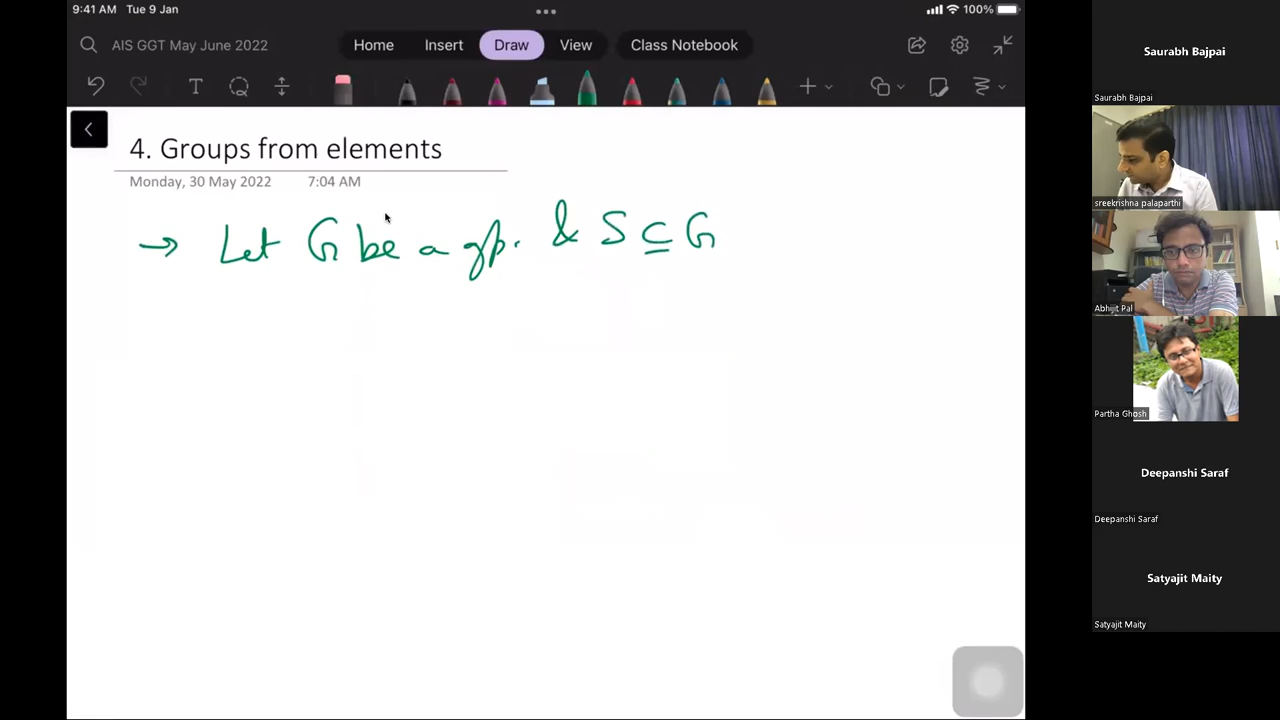 9:41 AM Tue 9 Jan
100%
AIS GGT May June 2022
Home Insert Draw View Class Notebook
4. Groups from elements
Monday, 30 May 2022 7:04 AM
→ Let G be a gp. & S ⊆ G
Saurabh Bajpai
Saurabh Bajpai
sreekrishna palaparthi
Abhijit Pal
Partha Ghosh
Deepanshi Saraf
Deepanshi Saraf
Satyajit Maity
Satyajit Maity